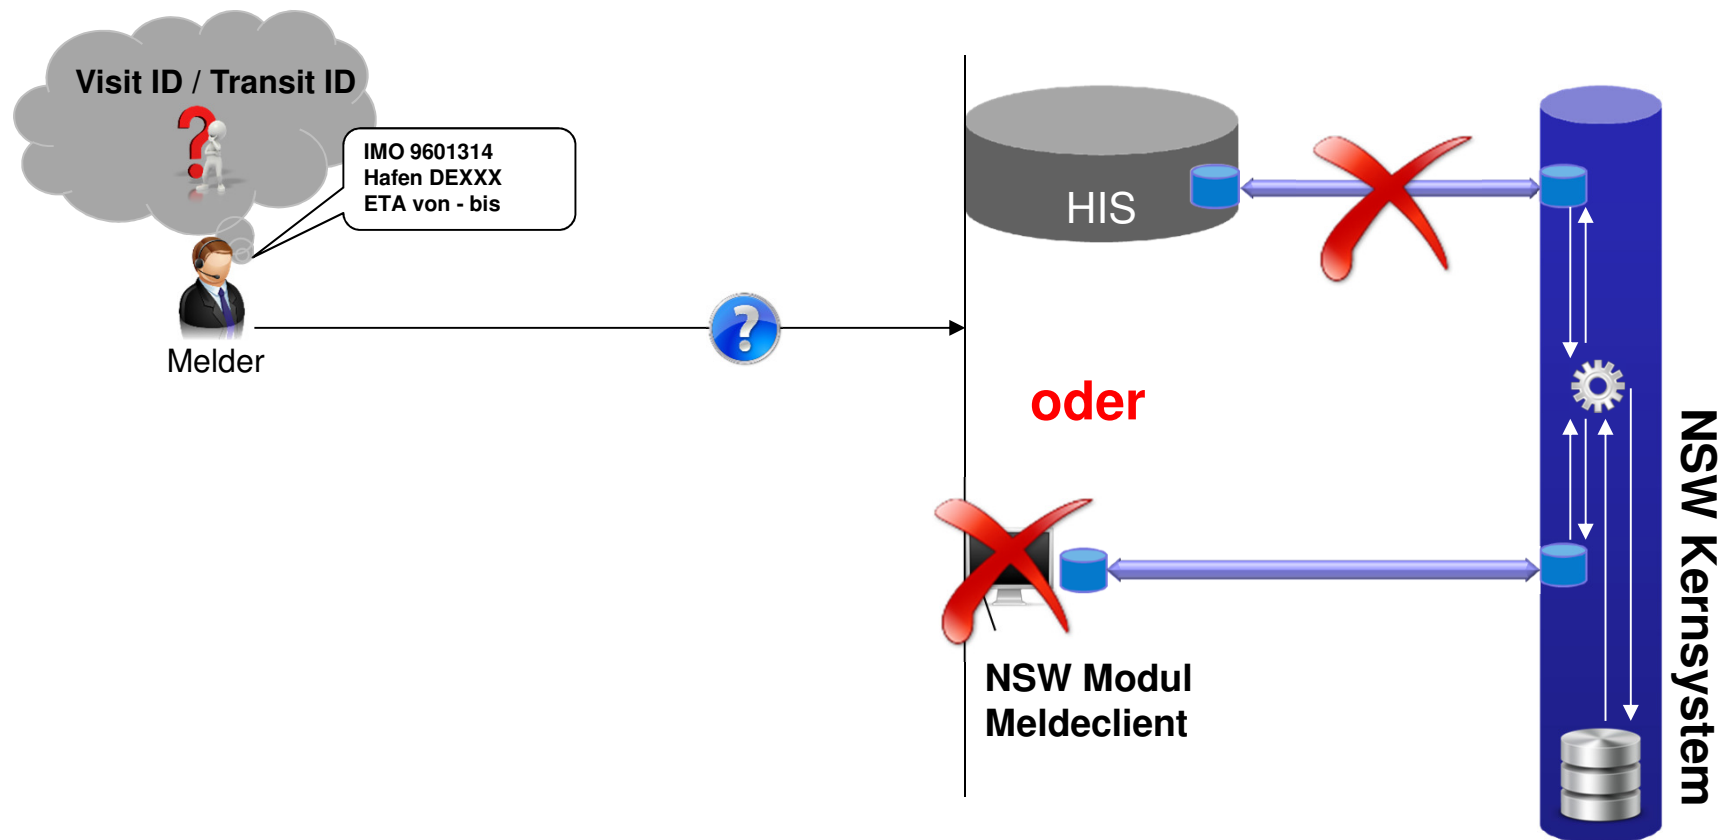 Visit ID / Transit ID
IMO 9601314
Hafen DEXXX
ETA von - bis
Melder
HIS
oder
NSW Modul
Meldeclient
NSW Kernsystem